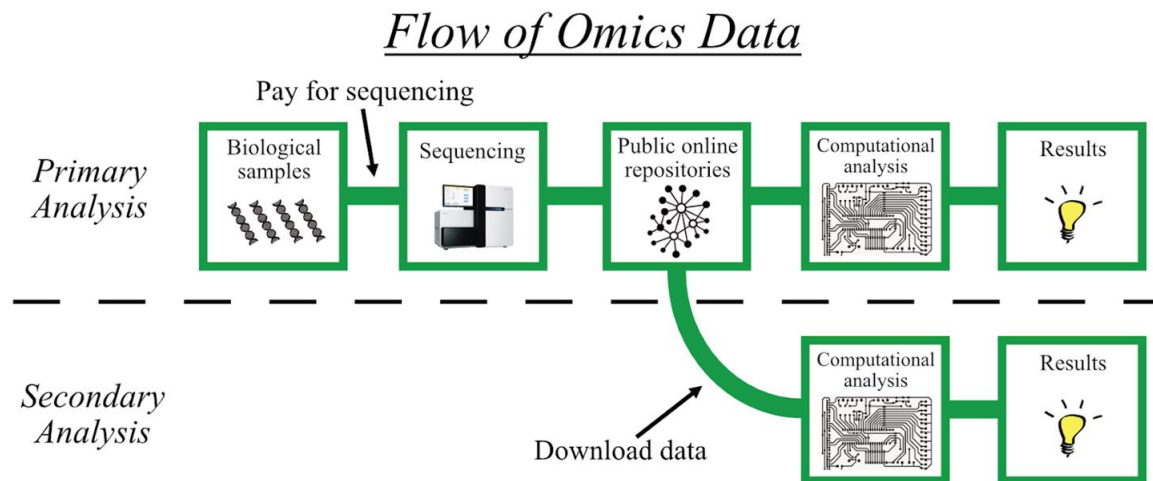 Flow of Omics Data
Pay for sequencing
Primary
Analysis
Biological
samples
Sequencing
Public online
repositories
Computational
analysis
Results
Secondary
Analysis
Download data
Computational
analysis
Results